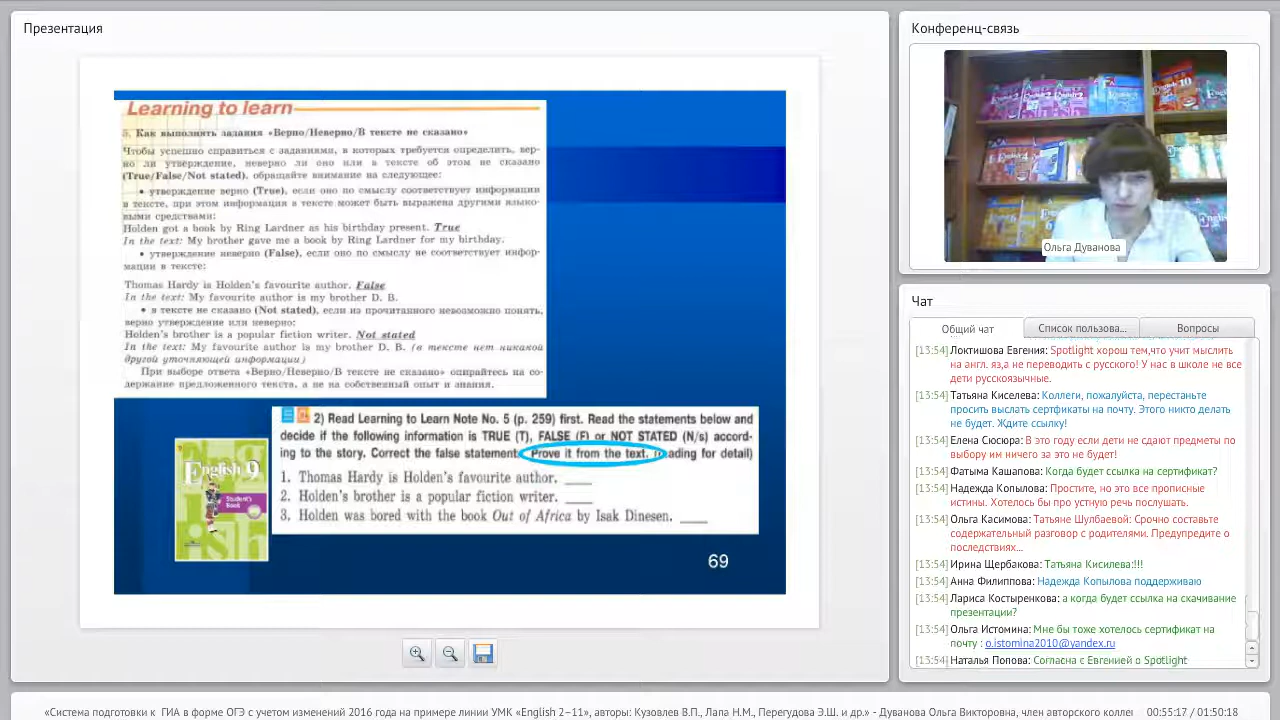 Презентация
Learning to learn
5. Как выполнять задания «Верно/Неверно/В тексте не сказано»
Чтобы успешно справиться с заданиями, в которых требуется определить, вер-
но ли утверждение, неверно ли оно или в тексте об этом не сказано
(True/False/Not stated), обращайте внимание на следующее:
• утверждение верно (True), если оно по смыслу соответствует информации
в тексте, при этом информация в тексте может быть выражена другими языко-
выми средствами:
Holden got a book by Ring Lardner as his birthday present. True
In the text: My brother gave me a book by Ring Lardner for my birthday.
• утверждение неверно (False), если оно по смыслу не соответствует инфор-
мации в тексте:
Thomas Hardy is Holden's favourite author. False
In the text: My favourite author is my brother D. B.
• в тексте не сказано (Not stated), если из прочитанного невозможно понять,
верно утверждение или неверно:
Holden's brother is a popular fiction writer. Not stated
In the text: My favourite author is my brother D. B. (в тексте нет никакой
другой уточняющей информации)
При выборе ответа «Верно/Неверно/В тексте не сказано» опирайтесь на со-
держание предложенного текста, а не на собственный опыт и знания.
2) Read Learning to Learn Note No. 5 (p. 259) first. Read the statements below and
decide if the following information is TRUE (T), FALSE (F) or NOT STATED (N/s) accord-
ing to the story. Correct the false statement Prove it from the text. eading for detail)
1. Thomas Hardy is Holden's favourite author. ____
2. Holden's brother is a popular fiction writer. ____
3. Holden was bored with the book Out of Africa by Isak Dinesen. ____
English 9
Student's
Book
69
Конференц-связь
Ольга Дуванова
Чат
Общий чат
Список пользова...
Вопросы
[13:54] Локтишова Евгения: Spotlight хорош тем,что учит мыслить
на англ. яз,а не переводить с русского! У нас в школе не все
дети русскоязычные.
[13:54] Татьяна Киселева: Коллеги, пожалуйста, перестаньте
просить выслать сертфикаты на почту. Этого никто делать
не будет. Ждите ссылку!
[13:54] Елена Сюсюра: В это году если дети не сдают предметы по
выбору им ничего за это не будет!
[13:54] Фатыма Кашапова: Когда будет ссылка на сертификат?
[13:54] Надежда Копылова: Простите, но это все прописные
истины. Хотелось бы про устную речь послушать.
[13:54] Ольга Касимова: Татьяне Шулбаевой: Срочно составьте
содержательный разговор с родителями. Предупредите о
последствиях...
[13:54] Ирина Щербакова: Татьяна Кисилева:!!!
[13:54] Анна Филиппова: Надежда Копылова поддерживаю
[13:54] Лариса Костыренкова: а когда будет ссылка на скачивание
презентации?
[13:54] Ольга Истомина: Мне бы тоже хотелось сертификат на
почту : o.istomina2010@yandex.ru
[13:54] Наталья Попова: Согласна с Евгенией о Spotlight
«Система подготовки к ГИА в форме ОГЭ с учетом изменений 2016 года на примере линии УМК «English 2–11», авторы: Кузовлев В.П., Лапа Н.М., Перегудова Э.Ш. и др.» - Дуванова Ольга Викторовна, член авторского коллег
00:55:17 / 01:50:18